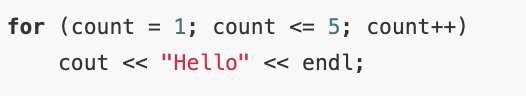 for (count = 1; count <= 5; count++)
    cout << "Hello" << endl;